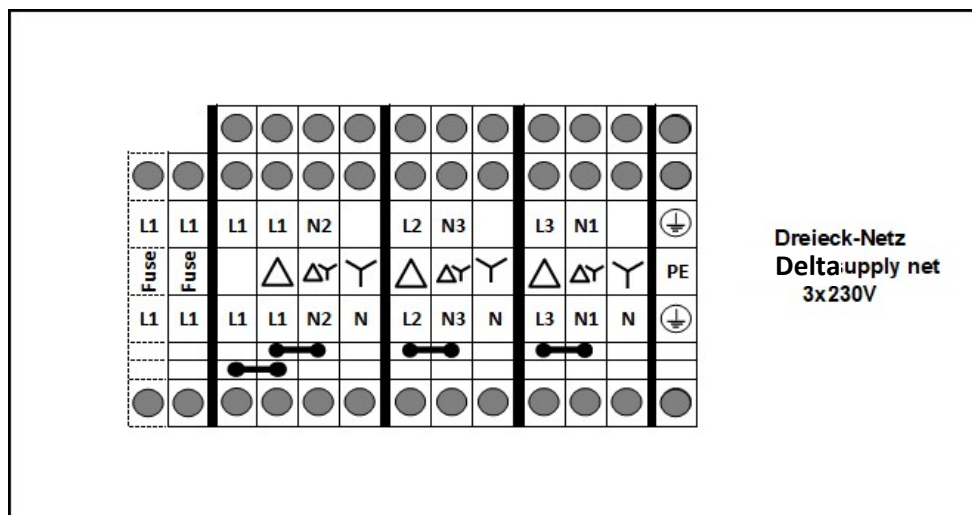 L1 L1 L1 L1 N2 L2 N3 L3 N1
Fuse Fuse PE
L1 L1 L1 L1 N2 N L2 N3 N L3 N1 N
Dreieck-Netz
Delta upply net
3x230V